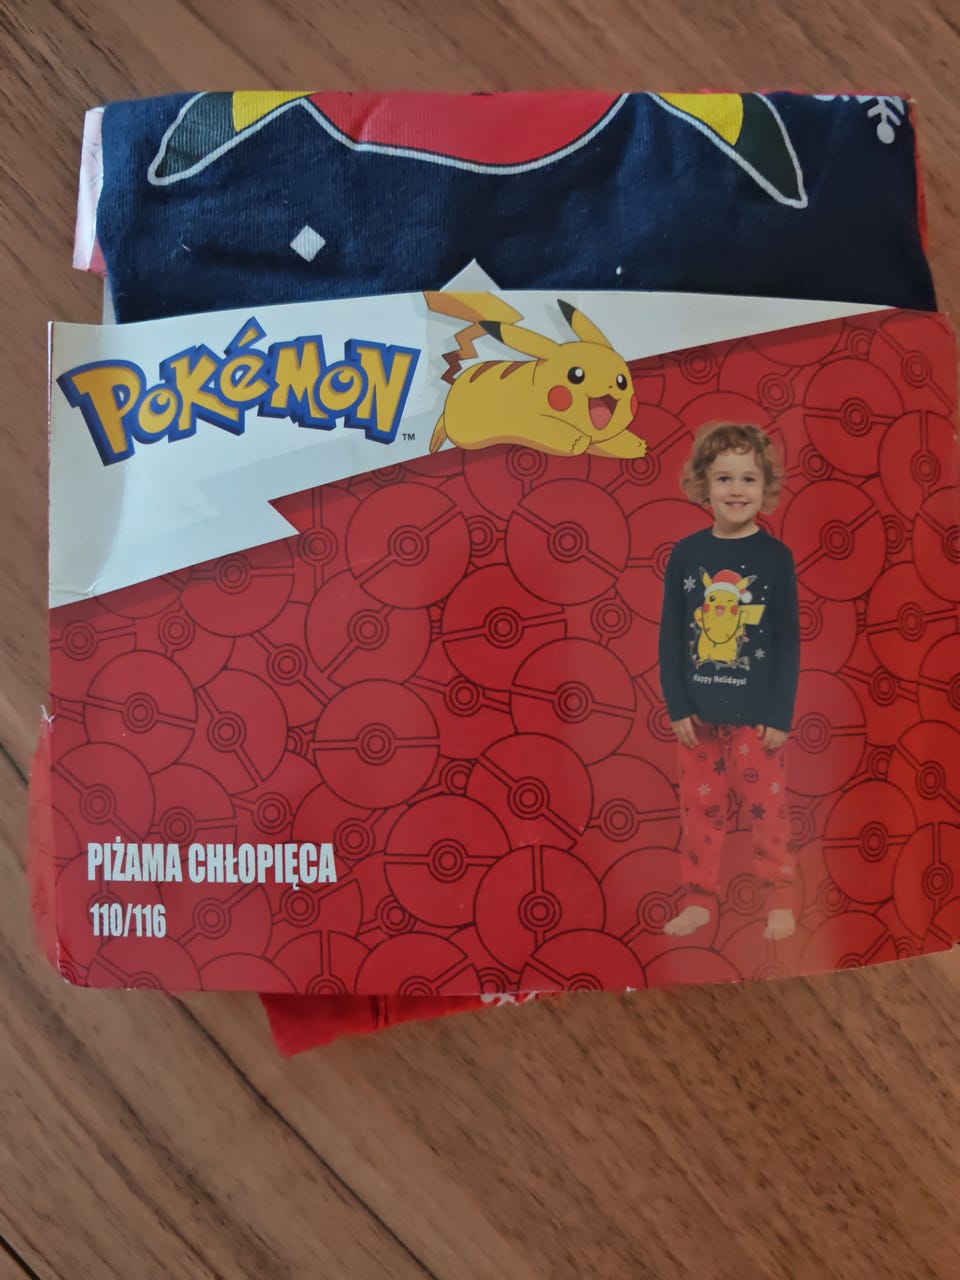 POKéMON
TM
Happy Holidays!
PIŻAMA CHŁOPIĘCA
110/116